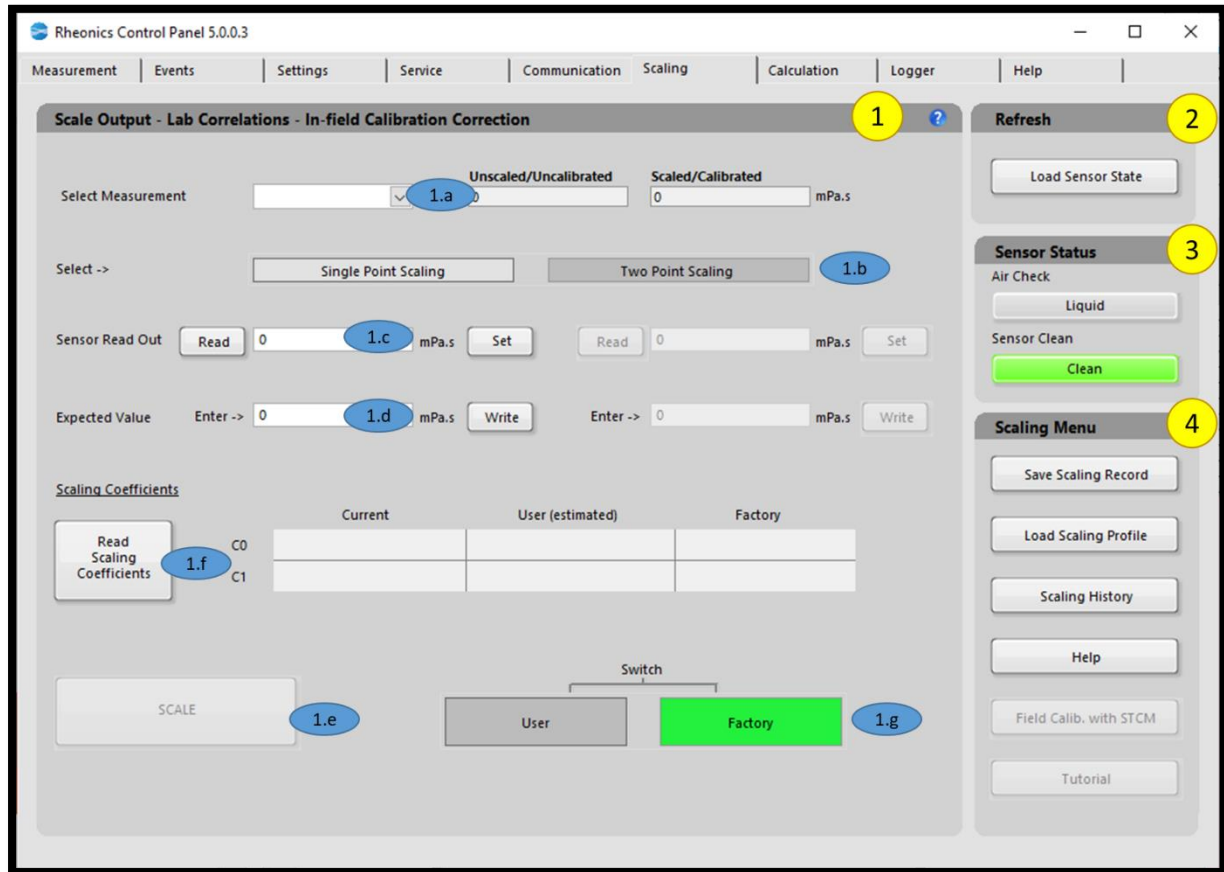 Rheonics Control Panel 5.0.0.3
Measurement Events Settings Service Communication Scaling Calculation Logger Help
Scale Output - Lab Correlations - In-field Calibration Correction 1 ?
Unscaled/Uncalibrated Scaled/Calibrated
Select Measurement 1.a 0 0 mPa.s
Select -> Single Point Scaling Two Point Scaling 1.b
Sensor Read Out Read 0 1.c mPa.s Set Read 0 mPa.s Set
Expected Value Enter -> 0 1.d mPa.s Write Enter -> 0 mPa.s Write
Scaling Coefficients
Current User (estimated) Factory
Read
Scaling
Coefficients
1.f
C0
C1
Switch
SCALE 1.e User Factory 1.g
Refresh 2
Load Sensor State
Sensor Status 3
Air Check
Liquid
Sensor Clean
Clean
Scaling Menu 4
Save Scaling Record
Load Scaling Profile
Scaling History
Help
Field Calib. with STCM
Tutorial